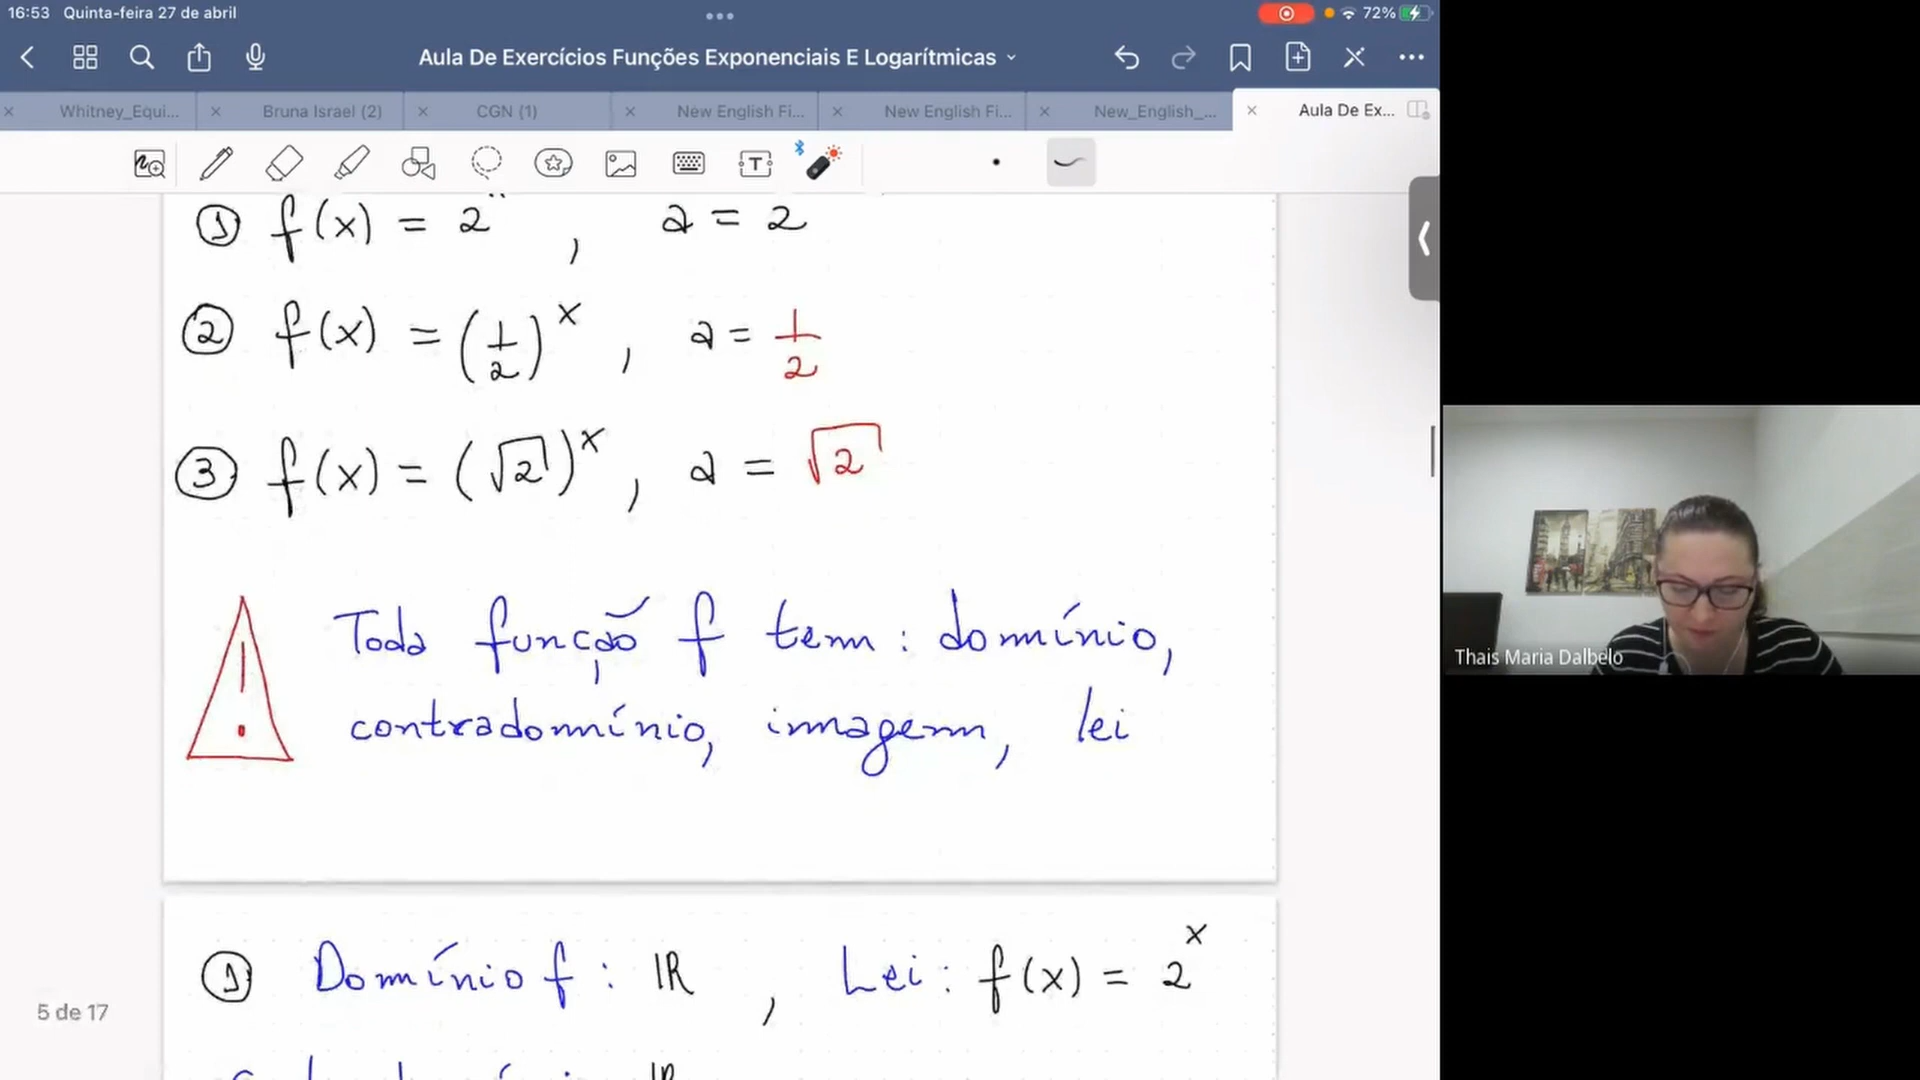 16:53 Quinta-feira 27 de abril
72%
Aula De Exercícios Funções Exponenciais E Logarítmicas
Whitney_Equi... Bruna Israel (2) CGN (1) New English Fi... New English Fi... New_English_... Aula De Ex...
① f(x) = 2 , a = 2
② f(x) = (1/2)^x , a = 1/2
③ f(x) = (√2)^x , a = √2
! Toda função f tem: domínio,
contradomínio, imagem, lei
① Domínio f: ℝ , Lei: f(x) = 2^x
5 de 17
Thais Maria Dalbelo